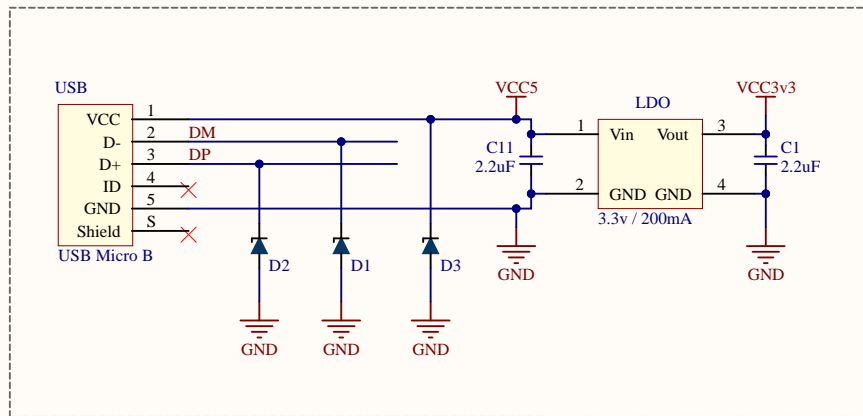 USB
VCC5
VCC3v3
LDO
VCC 1
D- 2 DM
D+ 3 DP
ID 4
GND 5
Shield S
USB Micro B
C11
2.2uF
1 Vin Vout 3
2 GND GND 4
3.3v / 200mA
C1
2.2uF
D2 D1 D3
GND GND
GND GND GND